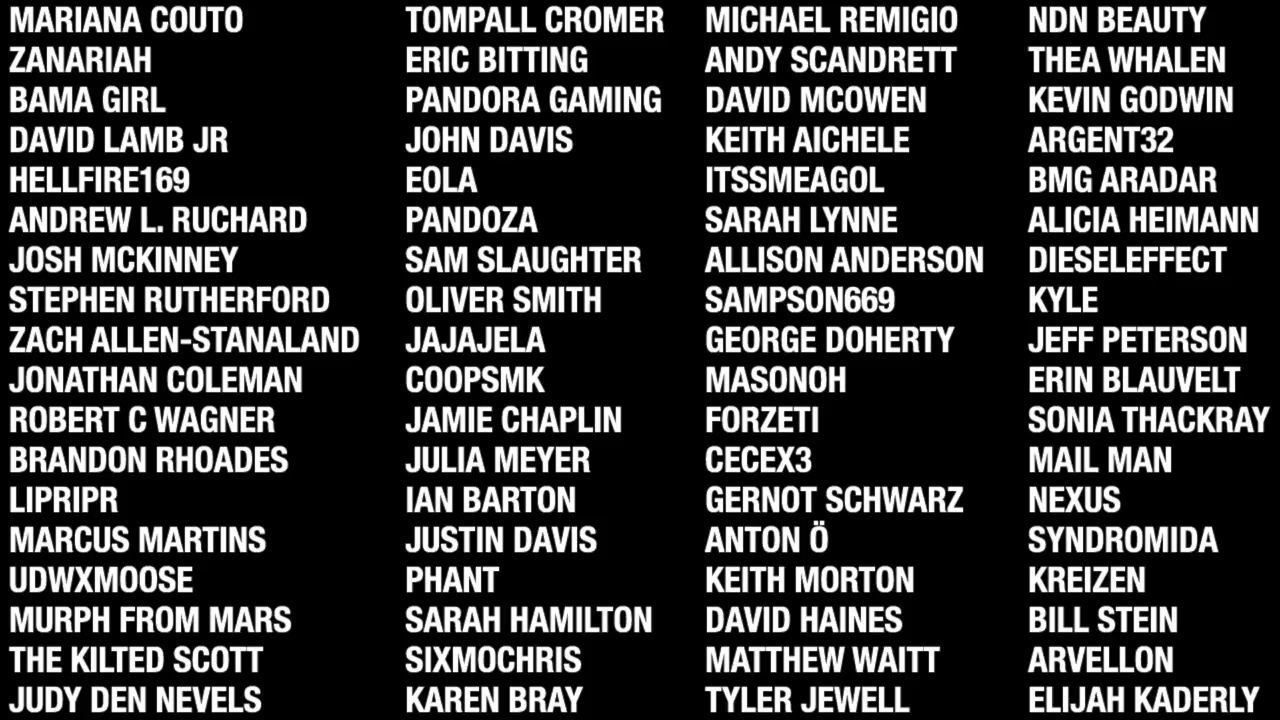 MARIANA COUTO
ZANARIAH
BAMA GIRL
DAVID LAMB JR
HELLFIRE169
ANDREW L. RUCHARD
JOSH MCKINNEY
STEPHEN RUTHERFORD
ZACH ALLEN-STANALAND
JONATHAN COLEMAN
ROBERT C WAGNER
BRANDON RHOADES
LIPRIPR
MARCUS MARTINS
UDWXMOOSE
MURPH FROM MARS
THE KILTED SCOTT
JUDY DEN NEVELS
TOMPALL CROMER
ERIC BITTING
PANDORA GAMING
JOHN DAVIS
EOLA
PANDOZA
SAM SLAUGHTER
OLIVER SMITH
JAJAJELA
COOPSMK
JAMIE CHAPLIN
JULIA MEYER
IAN BARTON
JUSTIN DAVIS
PHANT
SARAH HAMILTON
SIXMOCHRIS
KAREN BRAY
MICHAEL REMIGIO
ANDY SCANDRETT
DAVID MCOWEN
KEITH AICHELE
ITSSMEAGOL
SARAH LYNNE
ALLISON ANDERSON
SAMPSON669
GEORGE DOHERTY
MASONOH
FORZETI
CECEX3
GERNOT SCHWARZ
ANTON Ö
KEITH MORTON
DAVID HAINES
MATTHEW WAITT
TYLER JEWELL
NDN BEAUTY
THEA WHALEN
KEVIN GODWIN
ARGENT32
BMG ARADAR
ALICIA HEIMANN
DIESELEFFECT
KYLE
JEFF PETERSON
ERIN BLAUVELT
SONIA THACKRAY
MAIL MAN
NEXUS
SYNDROMIDA
KREIZEN
BILL STEIN
ARVELLON
ELIJAH KADERLY